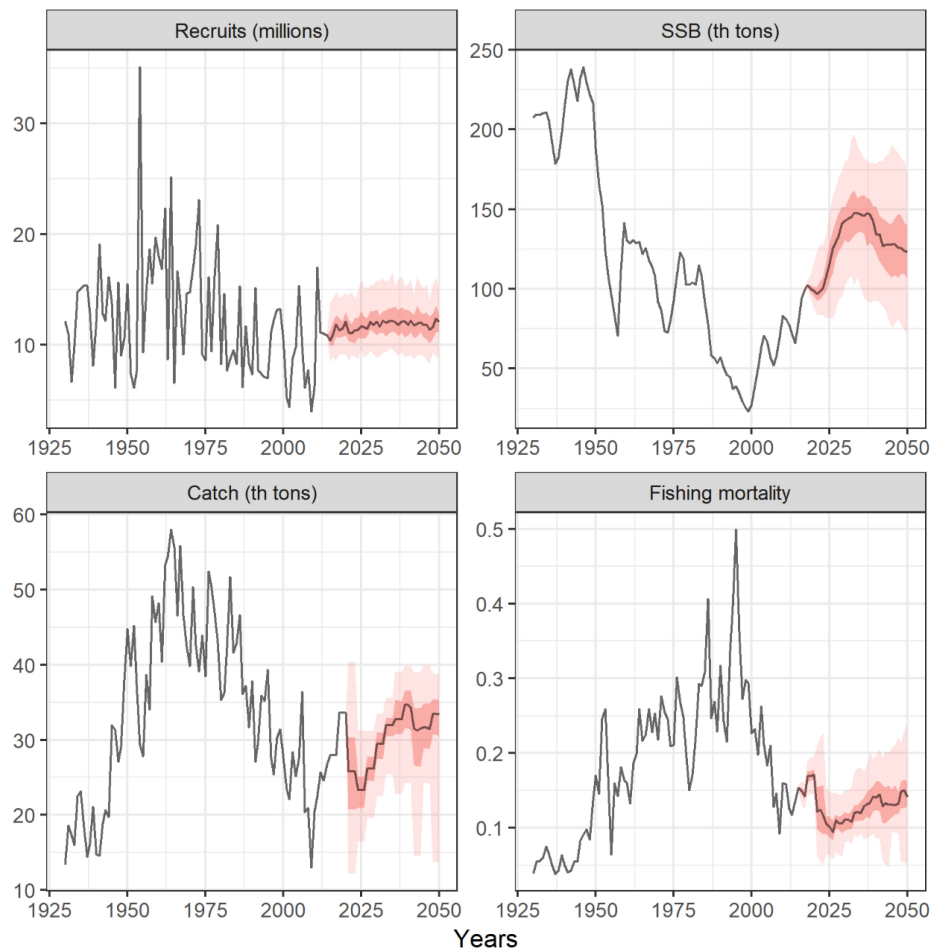 Recruits (millions)
SSB (th tons)
30
20
10
250
200
150
100
50
1925 1950 1975 2000 2025 2050
1925 1950 1975 2000 2025 2050
Catch (th tons)
Fishing mortality
60
50
40
30
20
10
0.5
0.4
0.3
0.2
0.1
1925 1950 1975 2000 2025 2050
1925 1950 1975 2000 2025 2050
Years